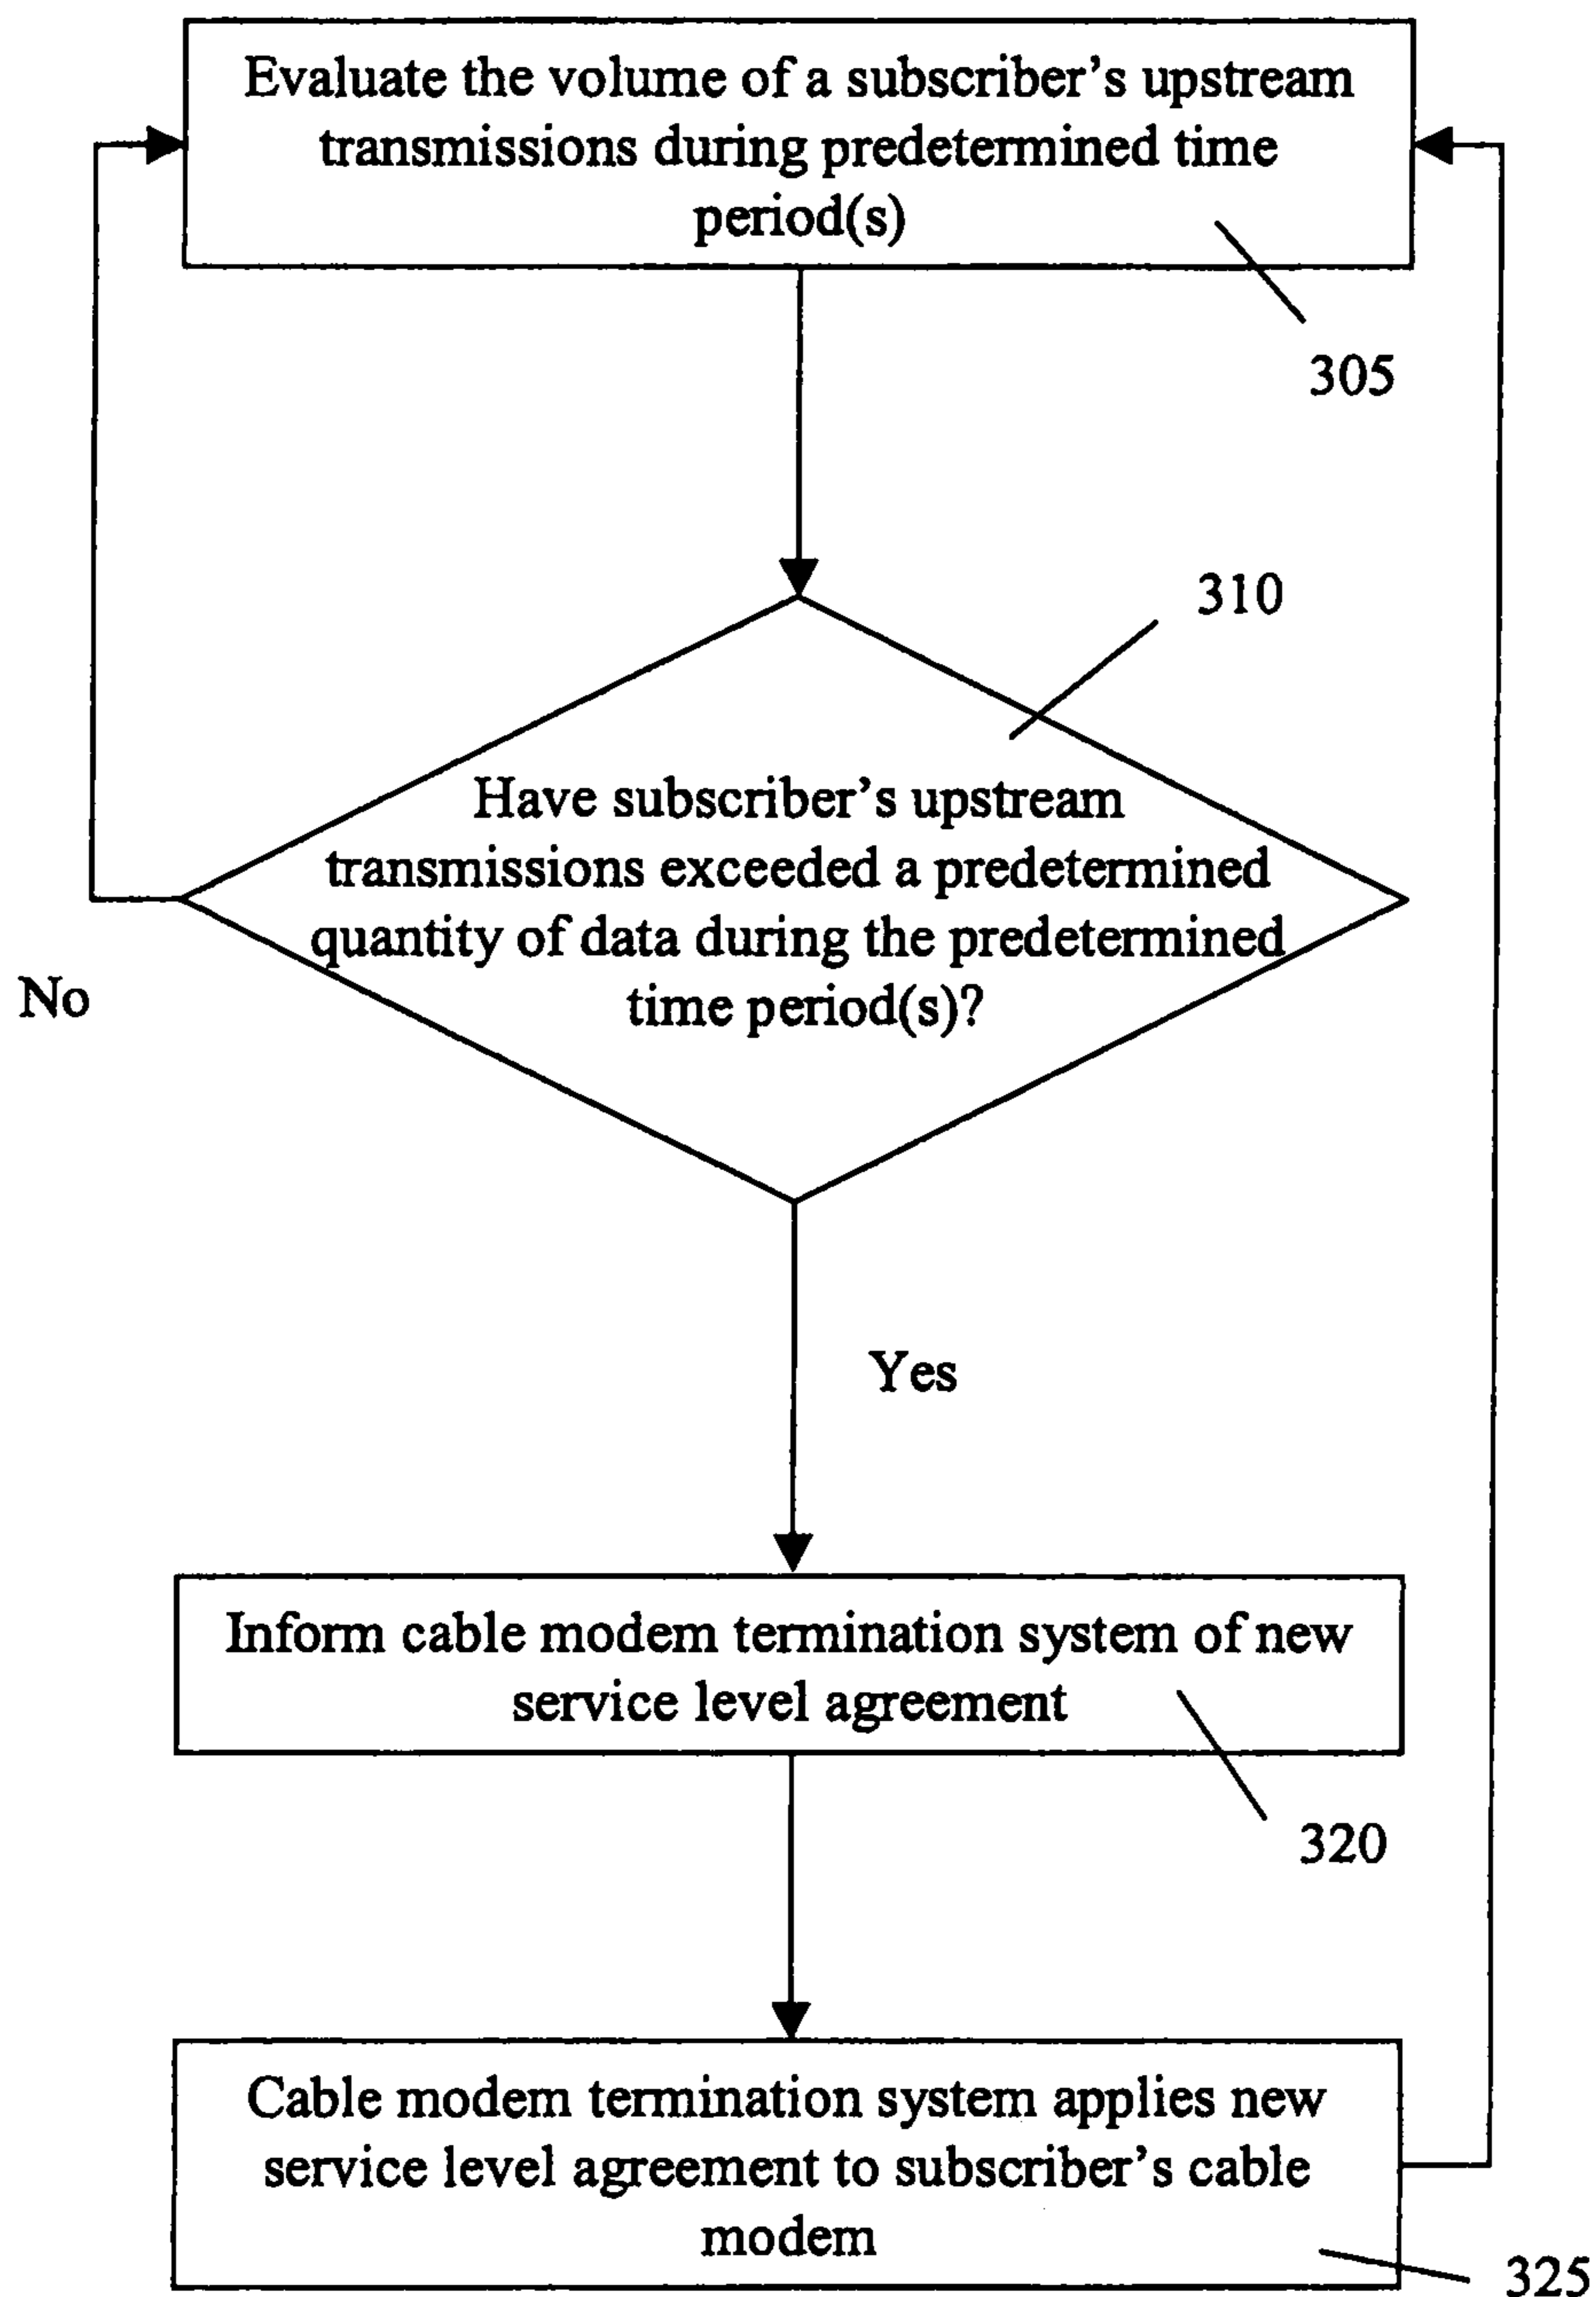 Evaluate the volume of a subscriber's upstream
transmissions during predetermined time
period(s)
305
310
Have subscriber's upstream
transmissions exceeded a predetermined
quantity of data during the predetermined
time period(s)?
No
Yes
Inform cable modem termination system of new
service level agreement
320
Cable modem termination system applies new
service level agreement to subscriber's cable
modem
325